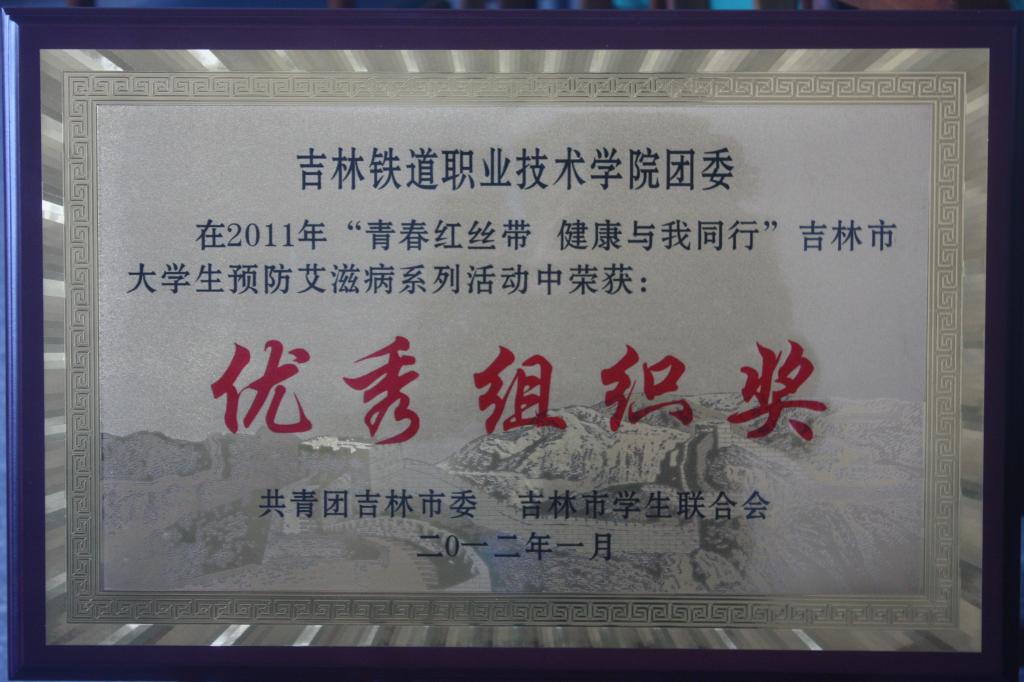 吉林铁道职业技术学院团委
在2011年“青春红丝带 健康与我同行”吉林市
大学生预防艾滋病系列活动中荣获：
优秀组织奖
共青团吉林市委 吉林市学生联合会
二0一二年一月